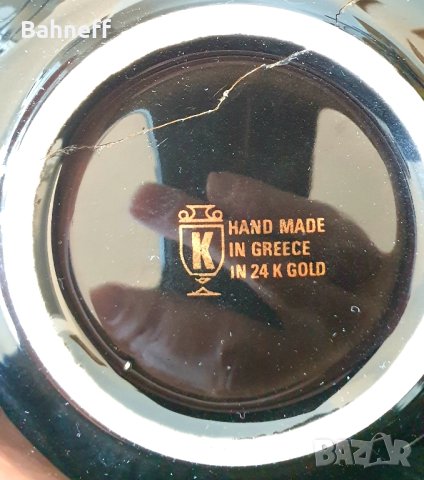 Bahneff
K
HAND MADE
IN GREECE
IN 24 K GOLD
BAZAR